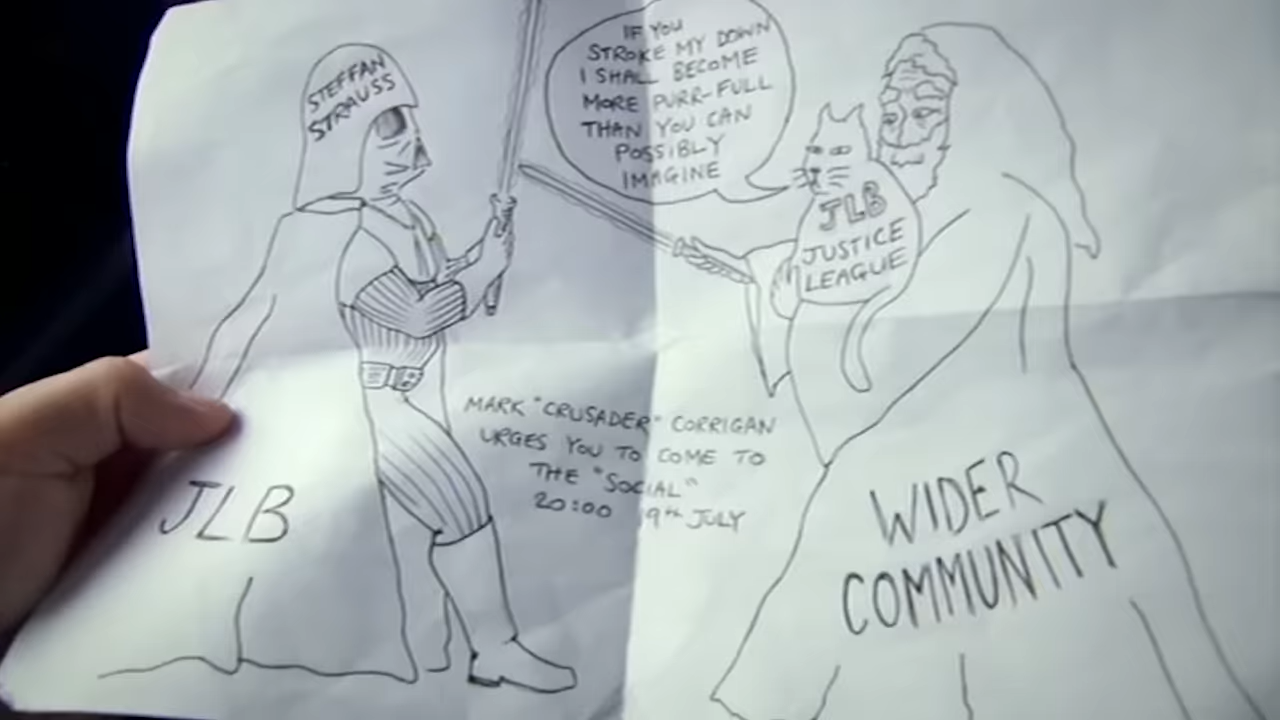 STEFFAN
STRAUSS
IF YOU
STROKE MY DOWN
I SHALL BECOME
MORE PURR-FULL
THAN YOU CAN
POSSIBLY
IMAGINE
JLB
JUSTICE
LEAGUE
MARK "CRUSADER" CORRIGAN
URGES YOU TO COME TO
THE "SOCIAL"
20:00 19th JULY
JLB
WIDER
COMMUNITY